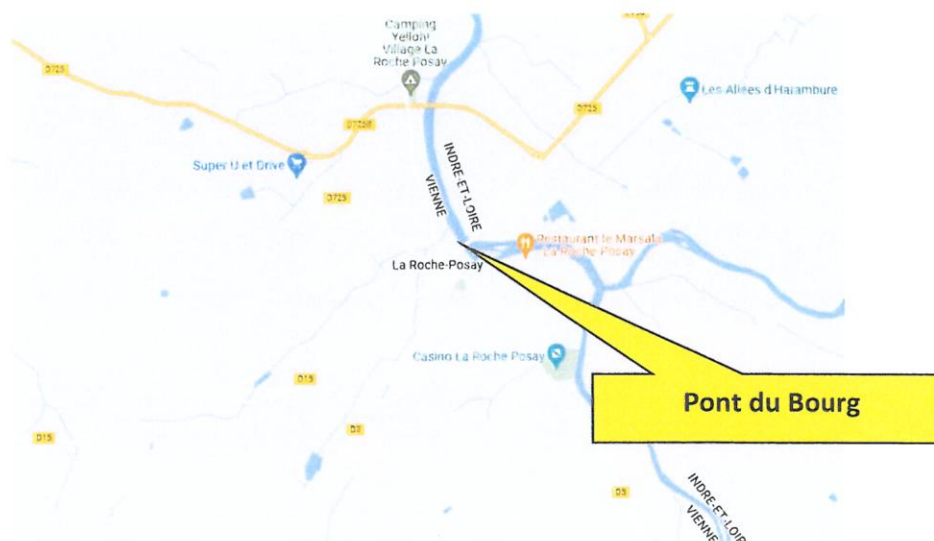 Camping
Yelloh!
Village La
Roche Posay
D725
D725
Les Allées d'Harambure
D725B
Super U et Drive
INDRE-ET-LOIRE
VIENNE
D725
Restaurant le Marsala
La Roche Posay
La Roche-Posay
Casino La Roche Posay
D15
Pont du Bourg
D3
D15
D5
INDRE-ET-LOIRE
VIENNE